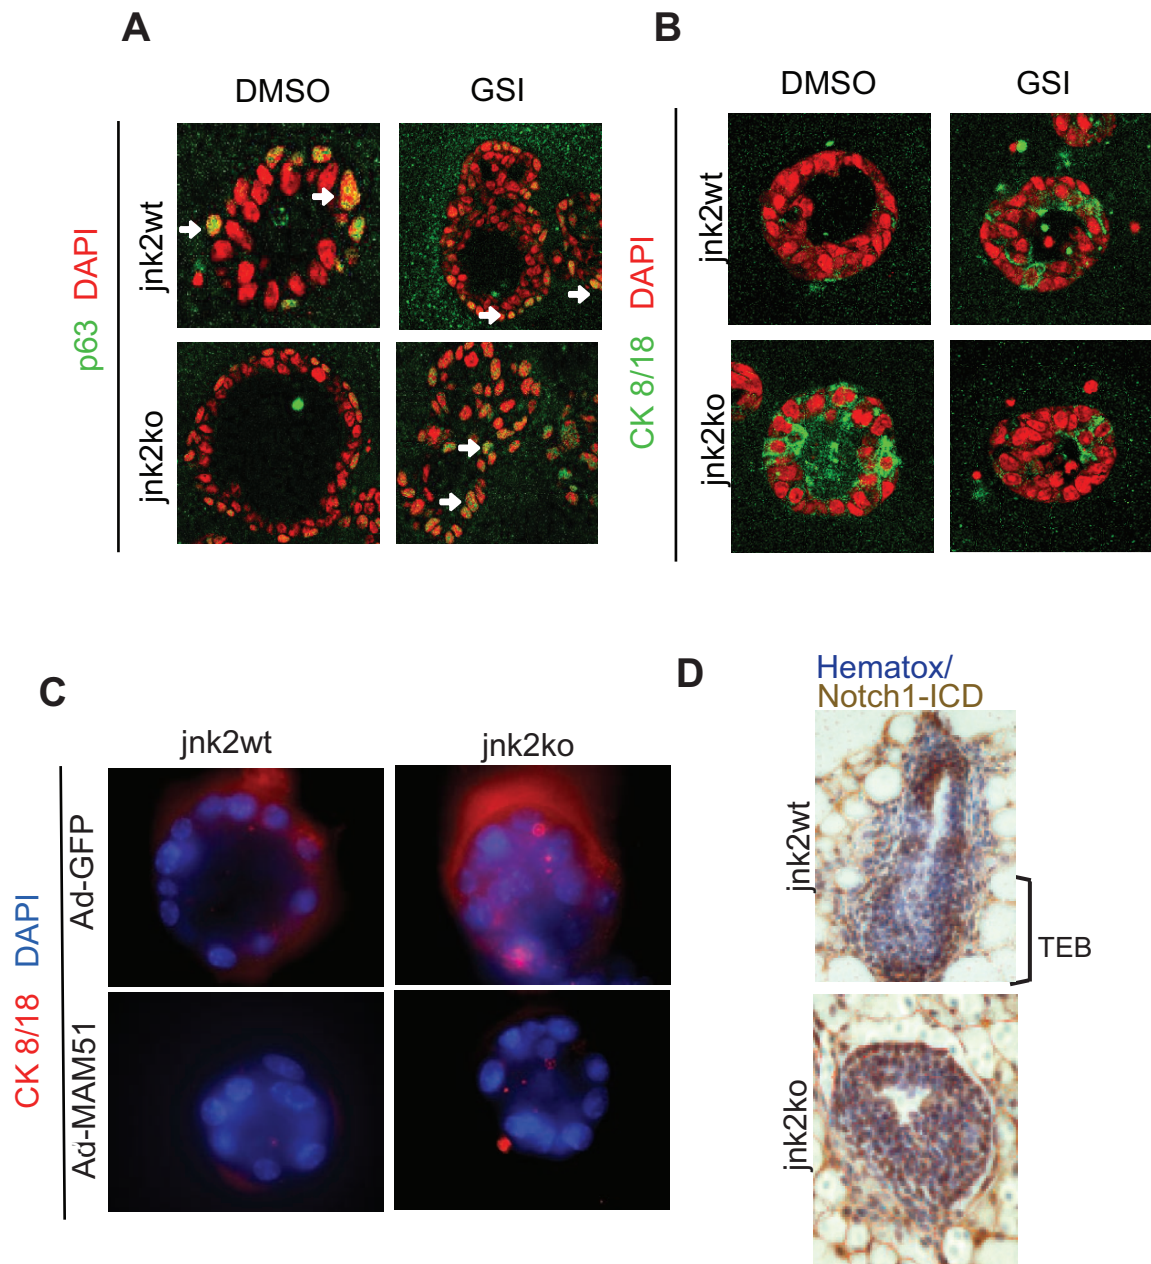 A
DMSO GSI
jnk2wt
jnk2ko
p63 DAPI
B
DMSO GSI
jnk2wt
jnk2ko
CK 8/18 DAPI
C
jnk2wt jnk2ko
Ad-GFP
Ad-MAM51
CK 8/18 DAPI
D
Hematox/
Notch1-ICD
jnk2wt
TEB
jnk2ko